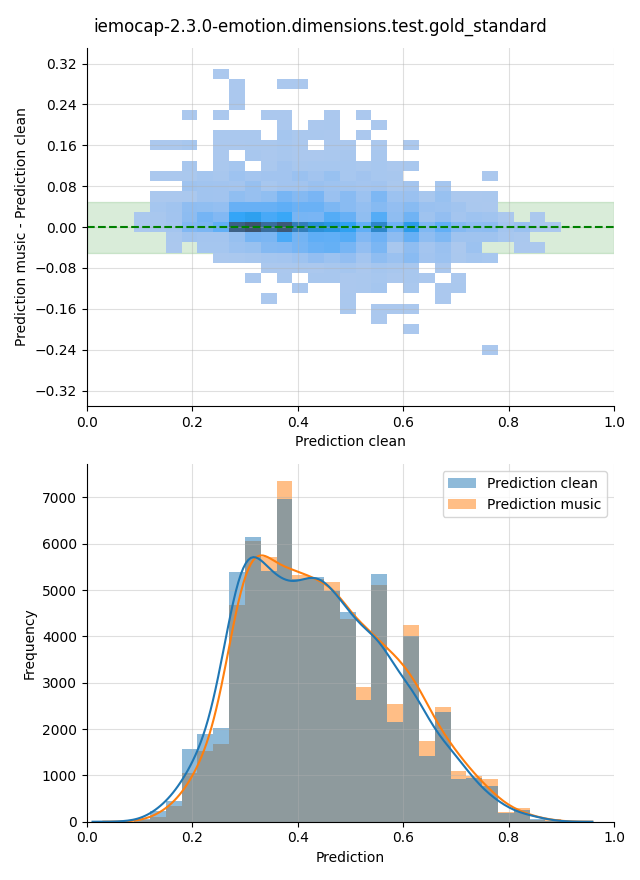 iemocap-2.3.0-emotion.dimensions.test.gold_standard
0.32
0.24
0.16
0.08
0.00
−0.08
−0.16
−0.24
−0.32
Prediction music - Prediction clean
0.0 0.2 0.4 0.6 0.8 1.0
Prediction clean
Prediction clean
Prediction music
7000
6000
5000
4000
3000
2000
1000
0
Frequency
0.0 0.2 0.4 0.6 0.8 1.0
Prediction